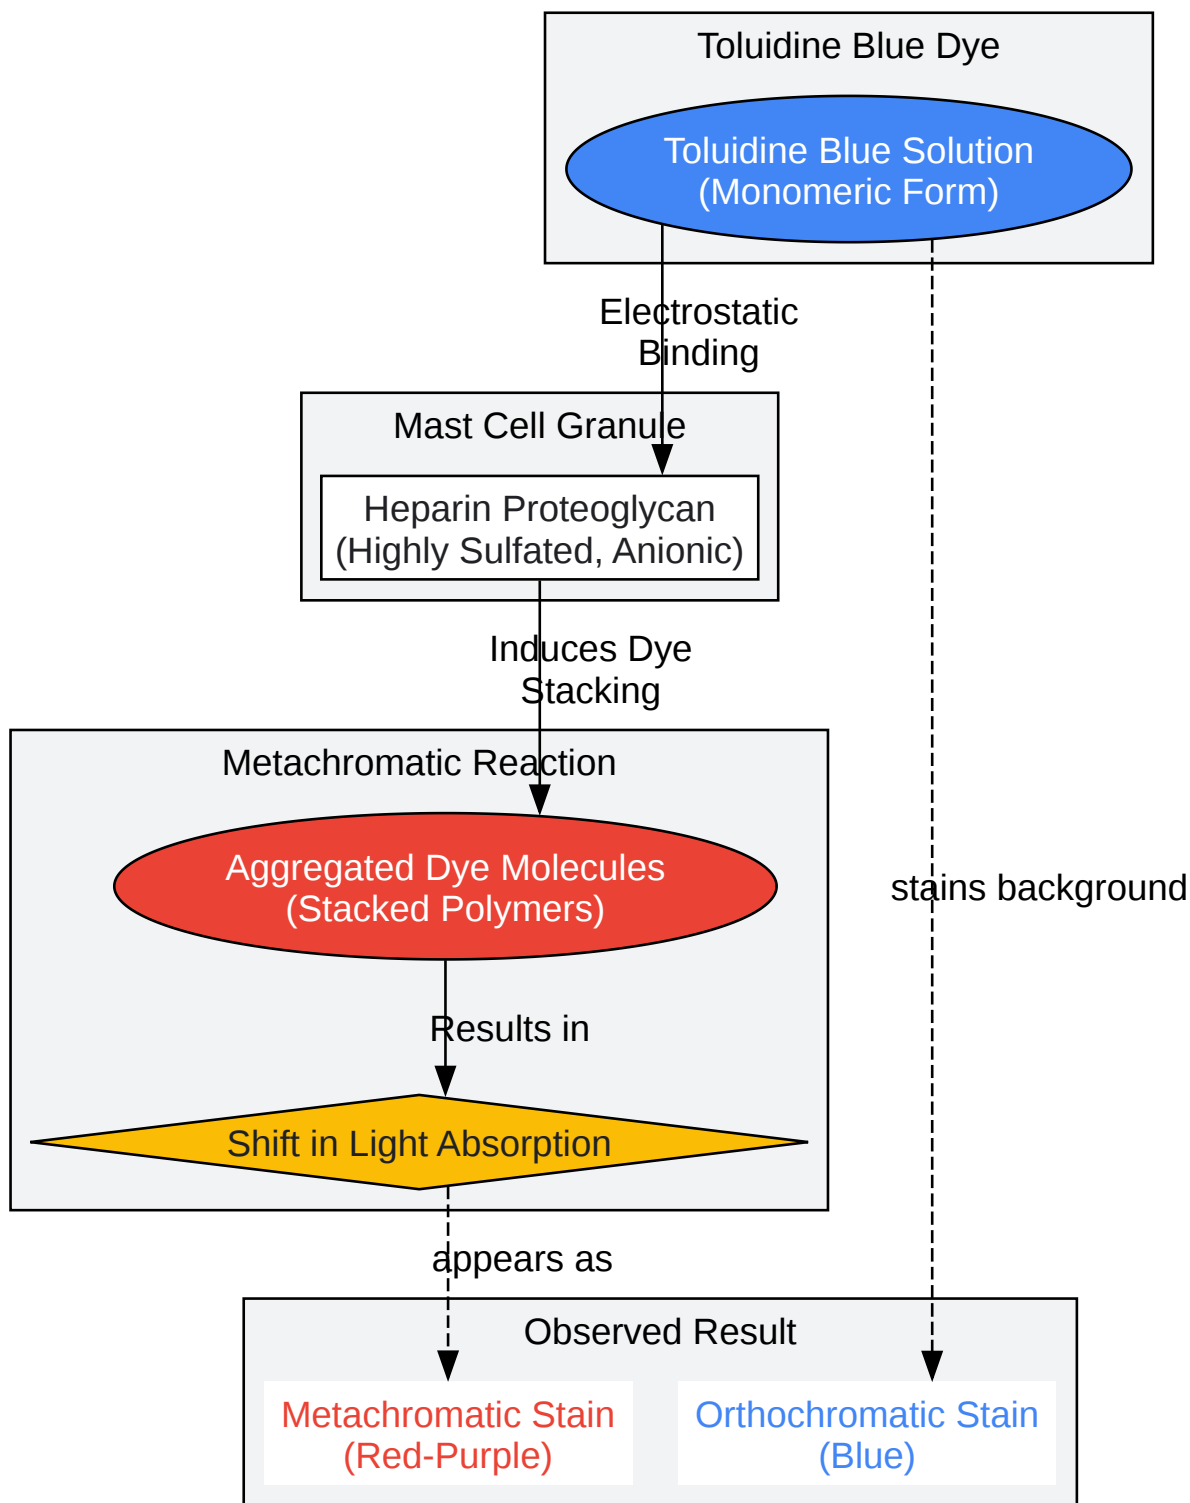 Toluidine Blue Dye
Toluidine Blue Solution
(Monomeric Form)
Electrostatic
Binding
Mast Cell Granule
Heparin Proteoglycan
(Highly Sulfated, Anionic)
Induces Dye
Stacking
Metachromatic Reaction
Aggregated Dye Molecules
(Stacked Polymers)
stains background
Results in
Shift in Light Absorption
appears as
Observed Result
Metachromatic Stain
(Red-Purple)
Orthochromatic Stain
(Blue)